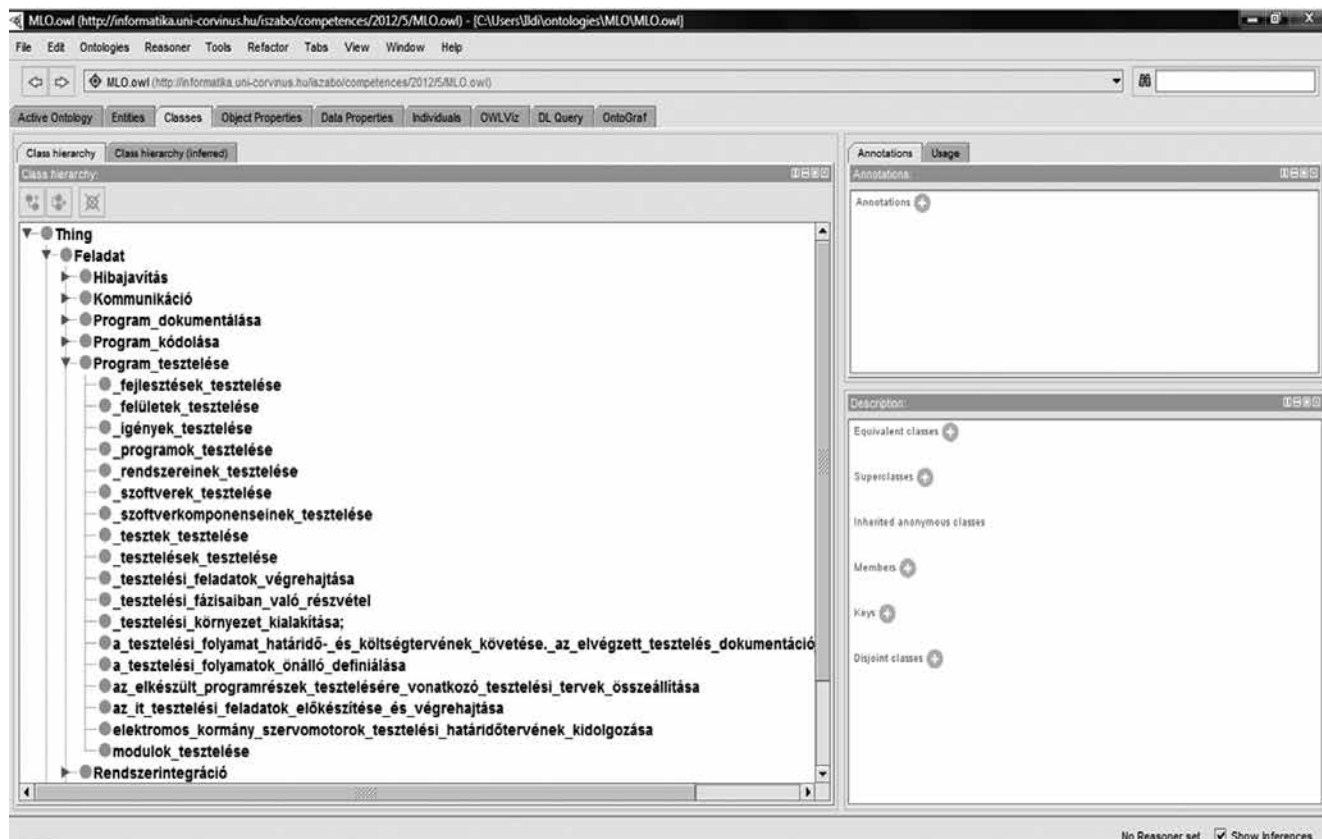 MLO.owl (http://informatika.uni-corvinus.hu/iszabo/competences/2012/5/MLO.owl) - [C:\Users\Ildi\ontologies\MLO\MLO.owl]
File Edit Ontologies Reasoner Tools Refactor Tabs View Window Help
MLO.owl (http://informatika.uni-corvinus.hu/iszabo/competences/2012/5/MLO.owl)
Active Ontology Entities Classes Object Properties Data Properties Individuals OWLViz DL Query OntoGraf
Class hierarchy Class hierarchy (inferred)
Class hierarchy:
Thing
Feladat
Hibajavítás
Kommunikáció
Program_dokumentálása
Program_kódolása
Program_tesztelése
_fejlesztések_tesztelése
_felületek_tesztelése
_igények_tesztelése
_programok_tesztelése
_rendszereinek_tesztelése
_szoftverek_tesztelése
_szoftverkomponenseinek_tesztelése
_tesztek_tesztelése
_tesztelések_tesztelése
_tesztelési_feladatok_végrehajtása
_tesztelési_fázisaiban_való_részvétel
_tesztelési_környezet_kialakítása;
a_tesztelési_folyamat_határidő-_és_költségtervének_követése._az_elvégzett_tesztelés_dokumentáció
a_tesztelési_folyamatok_önálló_definiálása
az_elkészült_programrészek_tesztelésére_vonatkozó_tesztelési_tervek_összeállítása
az_it_tesztelési_feladatok_előkészítése_és_végrehajtása
elektromos_kormány_szervomotorok_tesztelési_határidőtervének_kidolgozása
modulok_tesztelése
Rendszerintegráció
Annotations Usage
Annotations:
Annotations
Description:
Equivalent classes
Superclasses
Inherited anonymous classes
Members
Keys
Disjoint classes
No Reasoner set Show Inferences